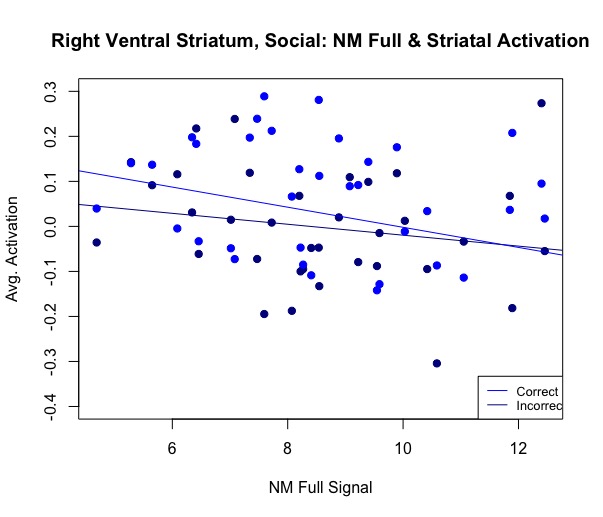 Right Ventral Striatum, Social: NM Full & Striatal Activation
0.3
0.2
0.1
0.0
-0.1
-0.2
-0.3
-0.4
Avg. Activation
Correct
Incorrec
6 8 10 12
NM Full Signal